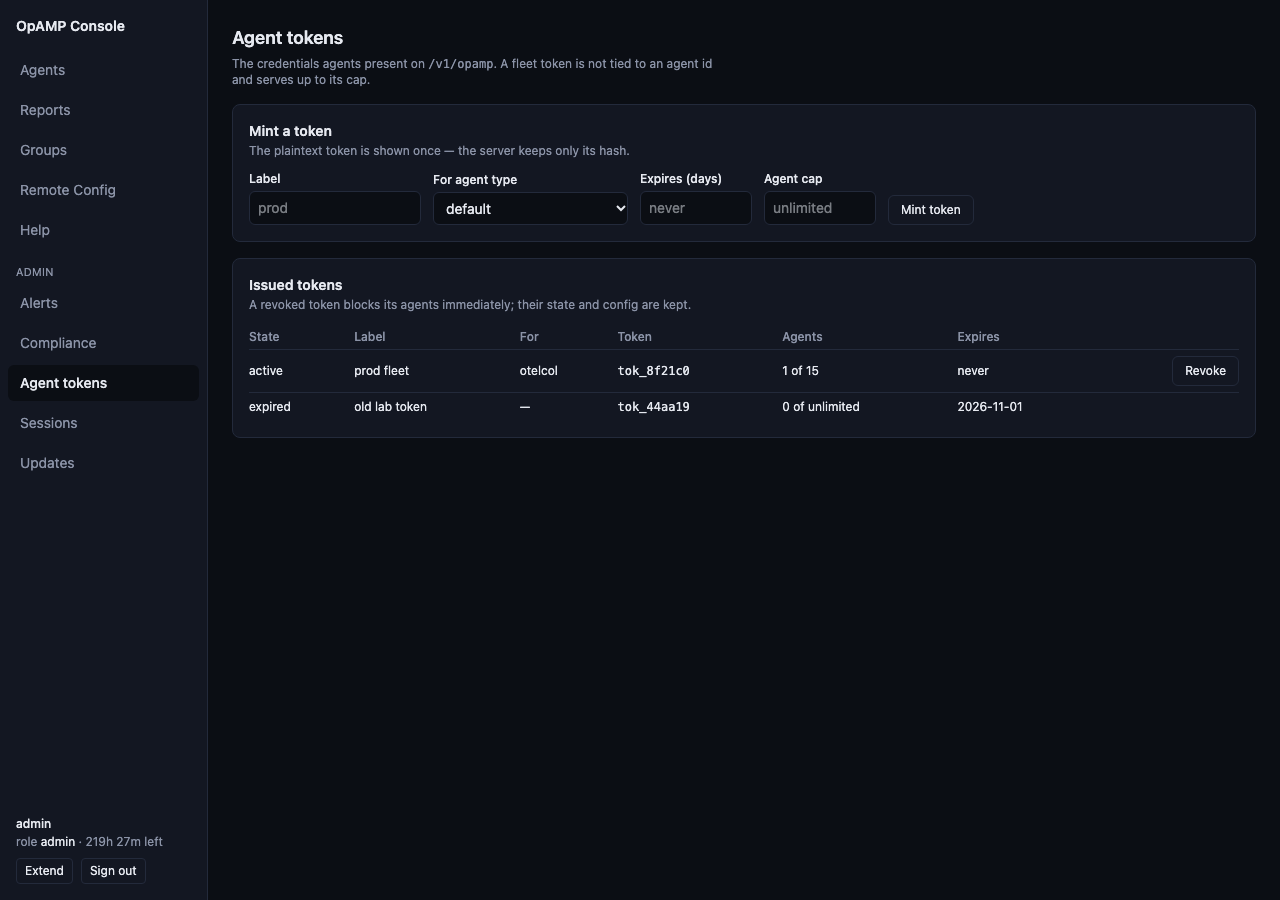 OpAMP Console
Agents
Reports
Groups
Remote Config
Help
ADMIN
Alerts
Compliance
Agent tokens
Sessions
Updates
admin
role admin · 219h 27m left
Extend Sign out
Agent tokens
The credentials agents present on /v1/opamp. A fleet token is not tied to an agent id
and serves up to its cap.
Mint a token
The plaintext token is shown once — the server keeps only its hash.
Label For agent type Expires (days) Agent cap
prod default never unlimited Mint token
Issued tokens
A revoked token blocks its agents immediately; their state and config are kept.
State Label For Token Agents Expires
active prod fleet otelcol tok_8f21c0 1 of 15 never Revoke
expired old lab token — tok_44aa19 0 of unlimited 2026-11-01